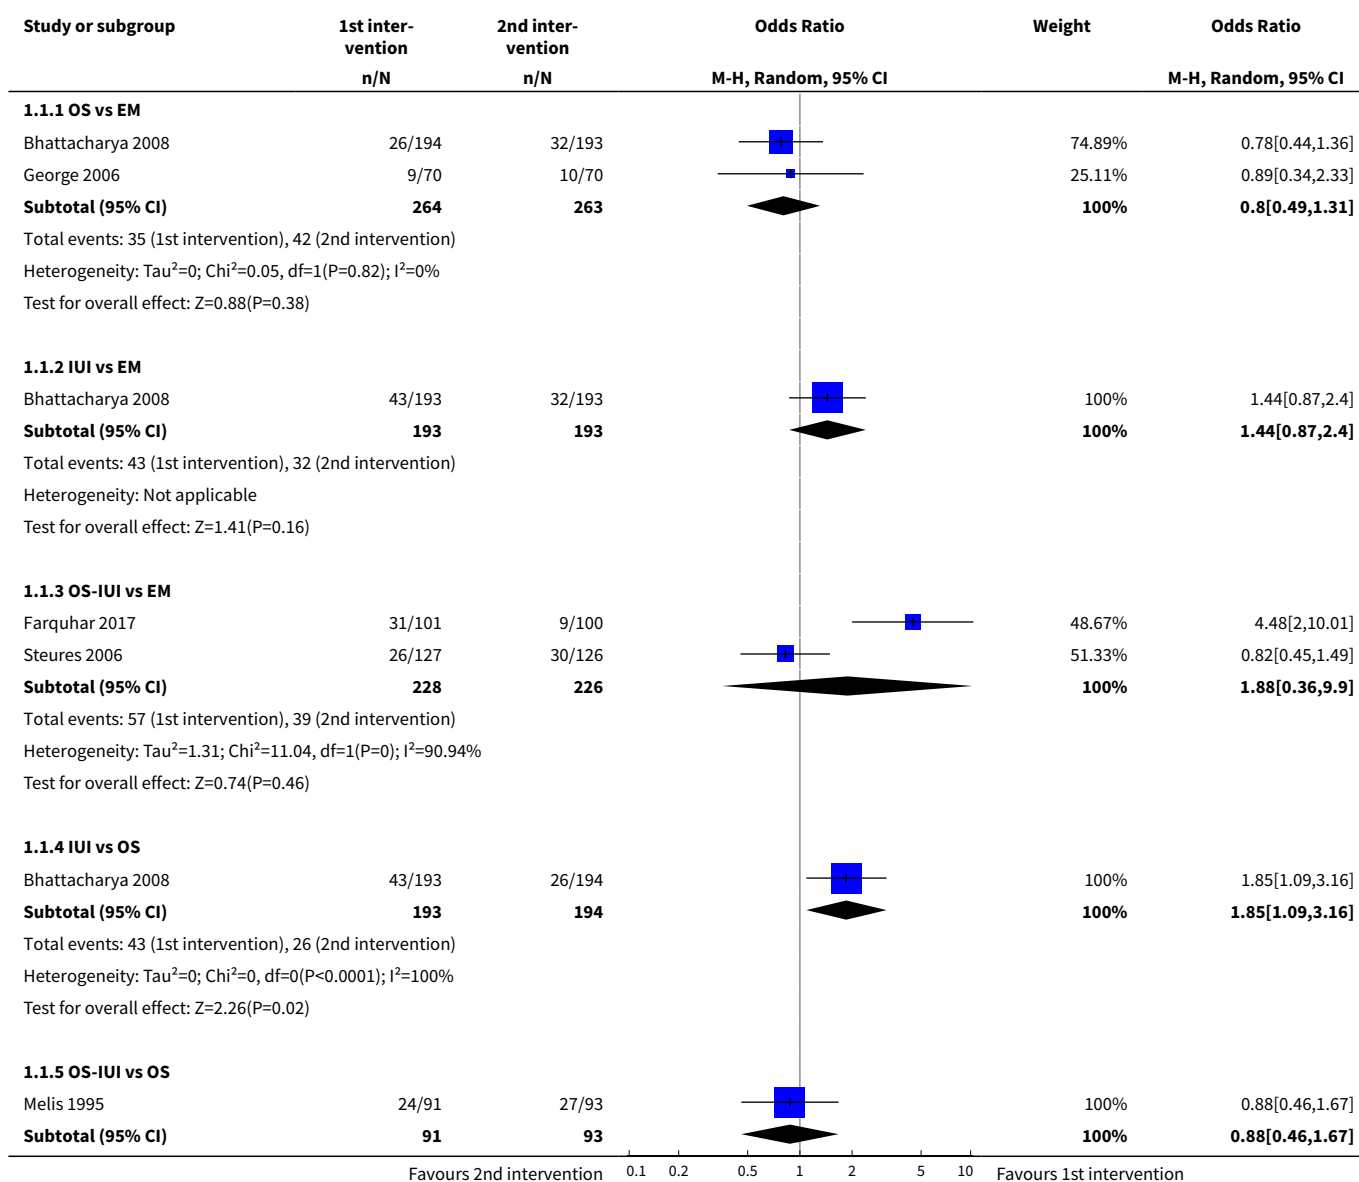 Study or subgroup 1st inter- 2nd inter- Odds Ratio Weight Odds Ratio
vention vention
n/N n/N M-H, Random, 95% CI M-H, Random, 95% CI
1.1.1 OS vs EM
Bhattacharya 2008 26/194 32/193 74.89% 0.78[0.44,1.36]
George 2006 9/70 10/70 25.11% 0.89[0.34,2.33]
Subtotal (95% CI) 264 263 100% 0.8[0.49,1.31]
Total events: 35 (1st intervention), 42 (2nd intervention)
Heterogeneity: Tau²=0; Chi²=0.05, df=1(P=0.82); I²=0%
Test for overall effect: Z=0.88(P=0.38)
1.1.2 IUI vs EM
Bhattacharya 2008 43/193 32/193 100% 1.44[0.87,2.4]
Subtotal (95% CI) 193 193 100% 1.44[0.87,2.4]
Total events: 43 (1st intervention), 32 (2nd intervention)
Heterogeneity: Not applicable
Test for overall effect: Z=1.41(P=0.16)
1.1.3 OS-IUI vs EM
Farquhar 2017 31/101 9/100 48.67% 4.48[2,10.01]
Steures 2006 26/127 30/126 51.33% 0.82[0.45,1.49]
Subtotal (95% CI) 228 226 100% 1.88[0.36,9.9]
Total events: 57 (1st intervention), 39 (2nd intervention)
Heterogeneity: Tau²=1.31; Chi²=11.04, df=1(P=0); I²=90.94%
Test for overall effect: Z=0.74(P=0.46)
1.1.4 IUI vs OS
Bhattacharya 2008 43/193 26/194 100% 1.85[1.09,3.16]
Subtotal (95% CI) 193 194 100% 1.85[1.09,3.16]
Total events: 43 (1st intervention), 26 (2nd intervention)
Heterogeneity: Tau²=0; Chi²=0, df=0(P<0.0001); I²=100%
Test for overall effect: Z=2.26(P=0.02)
1.1.5 OS-IUI vs OS
Melis 1995 24/91 27/93 100% 0.88[0.46,1.67]
Subtotal (95% CI) 91 93 100% 0.88[0.46,1.67]
Favours 2nd intervention 0.1 0.2 0.5 1 2 5 10 Favours 1st intervention